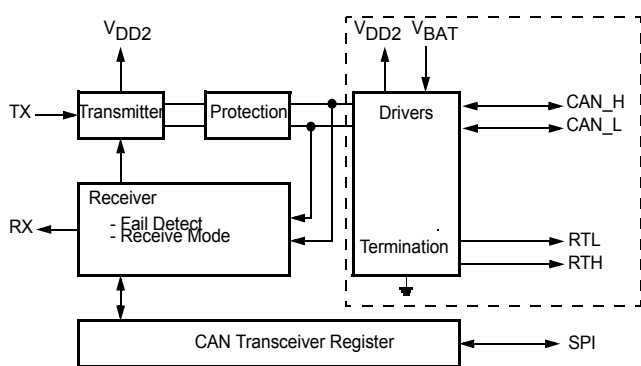 VDD2
VDD2
VBAT
TX
Transmitter
Protection
Drivers
CAN_H
CAN_L
Receiver
- Fail Detect
- Receive Mode
RX
Termination
RTL
RTH
CAN Transceiver Register
SPI